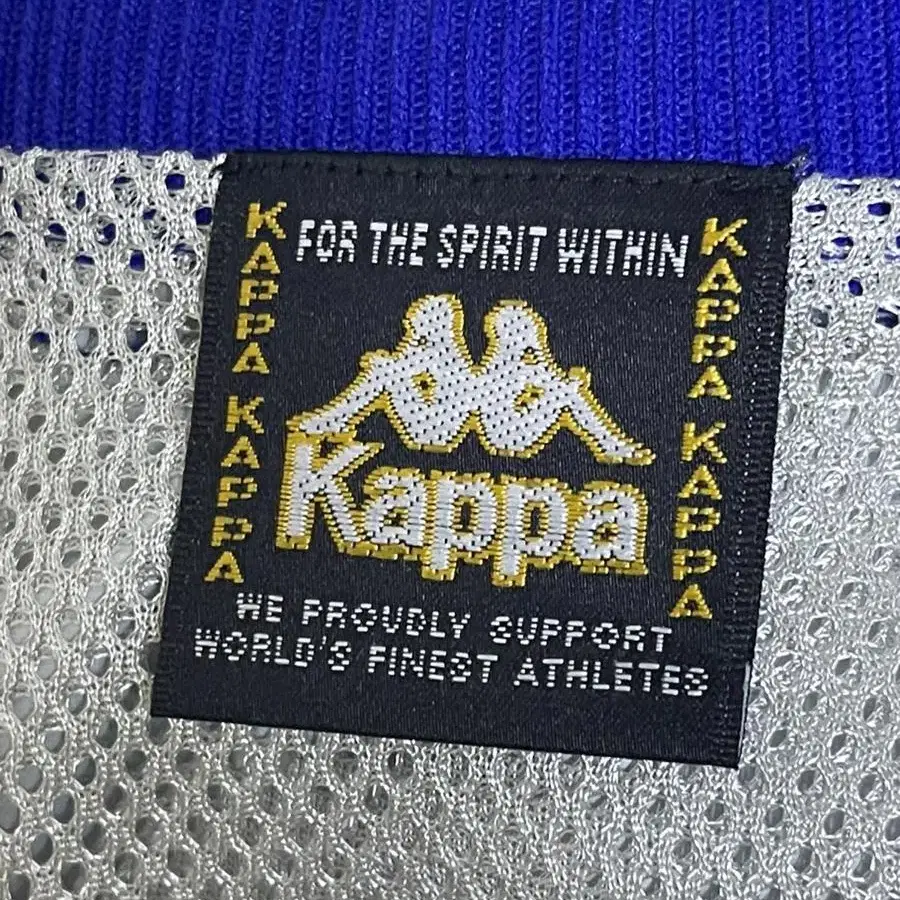 FOR THE SPIRIT WITHIN
KAPPA KAPPA
KAPPA KAPPA
Kappa
WE PROUDLY SUPPORT
WORLD'S FINEST ATHLETES